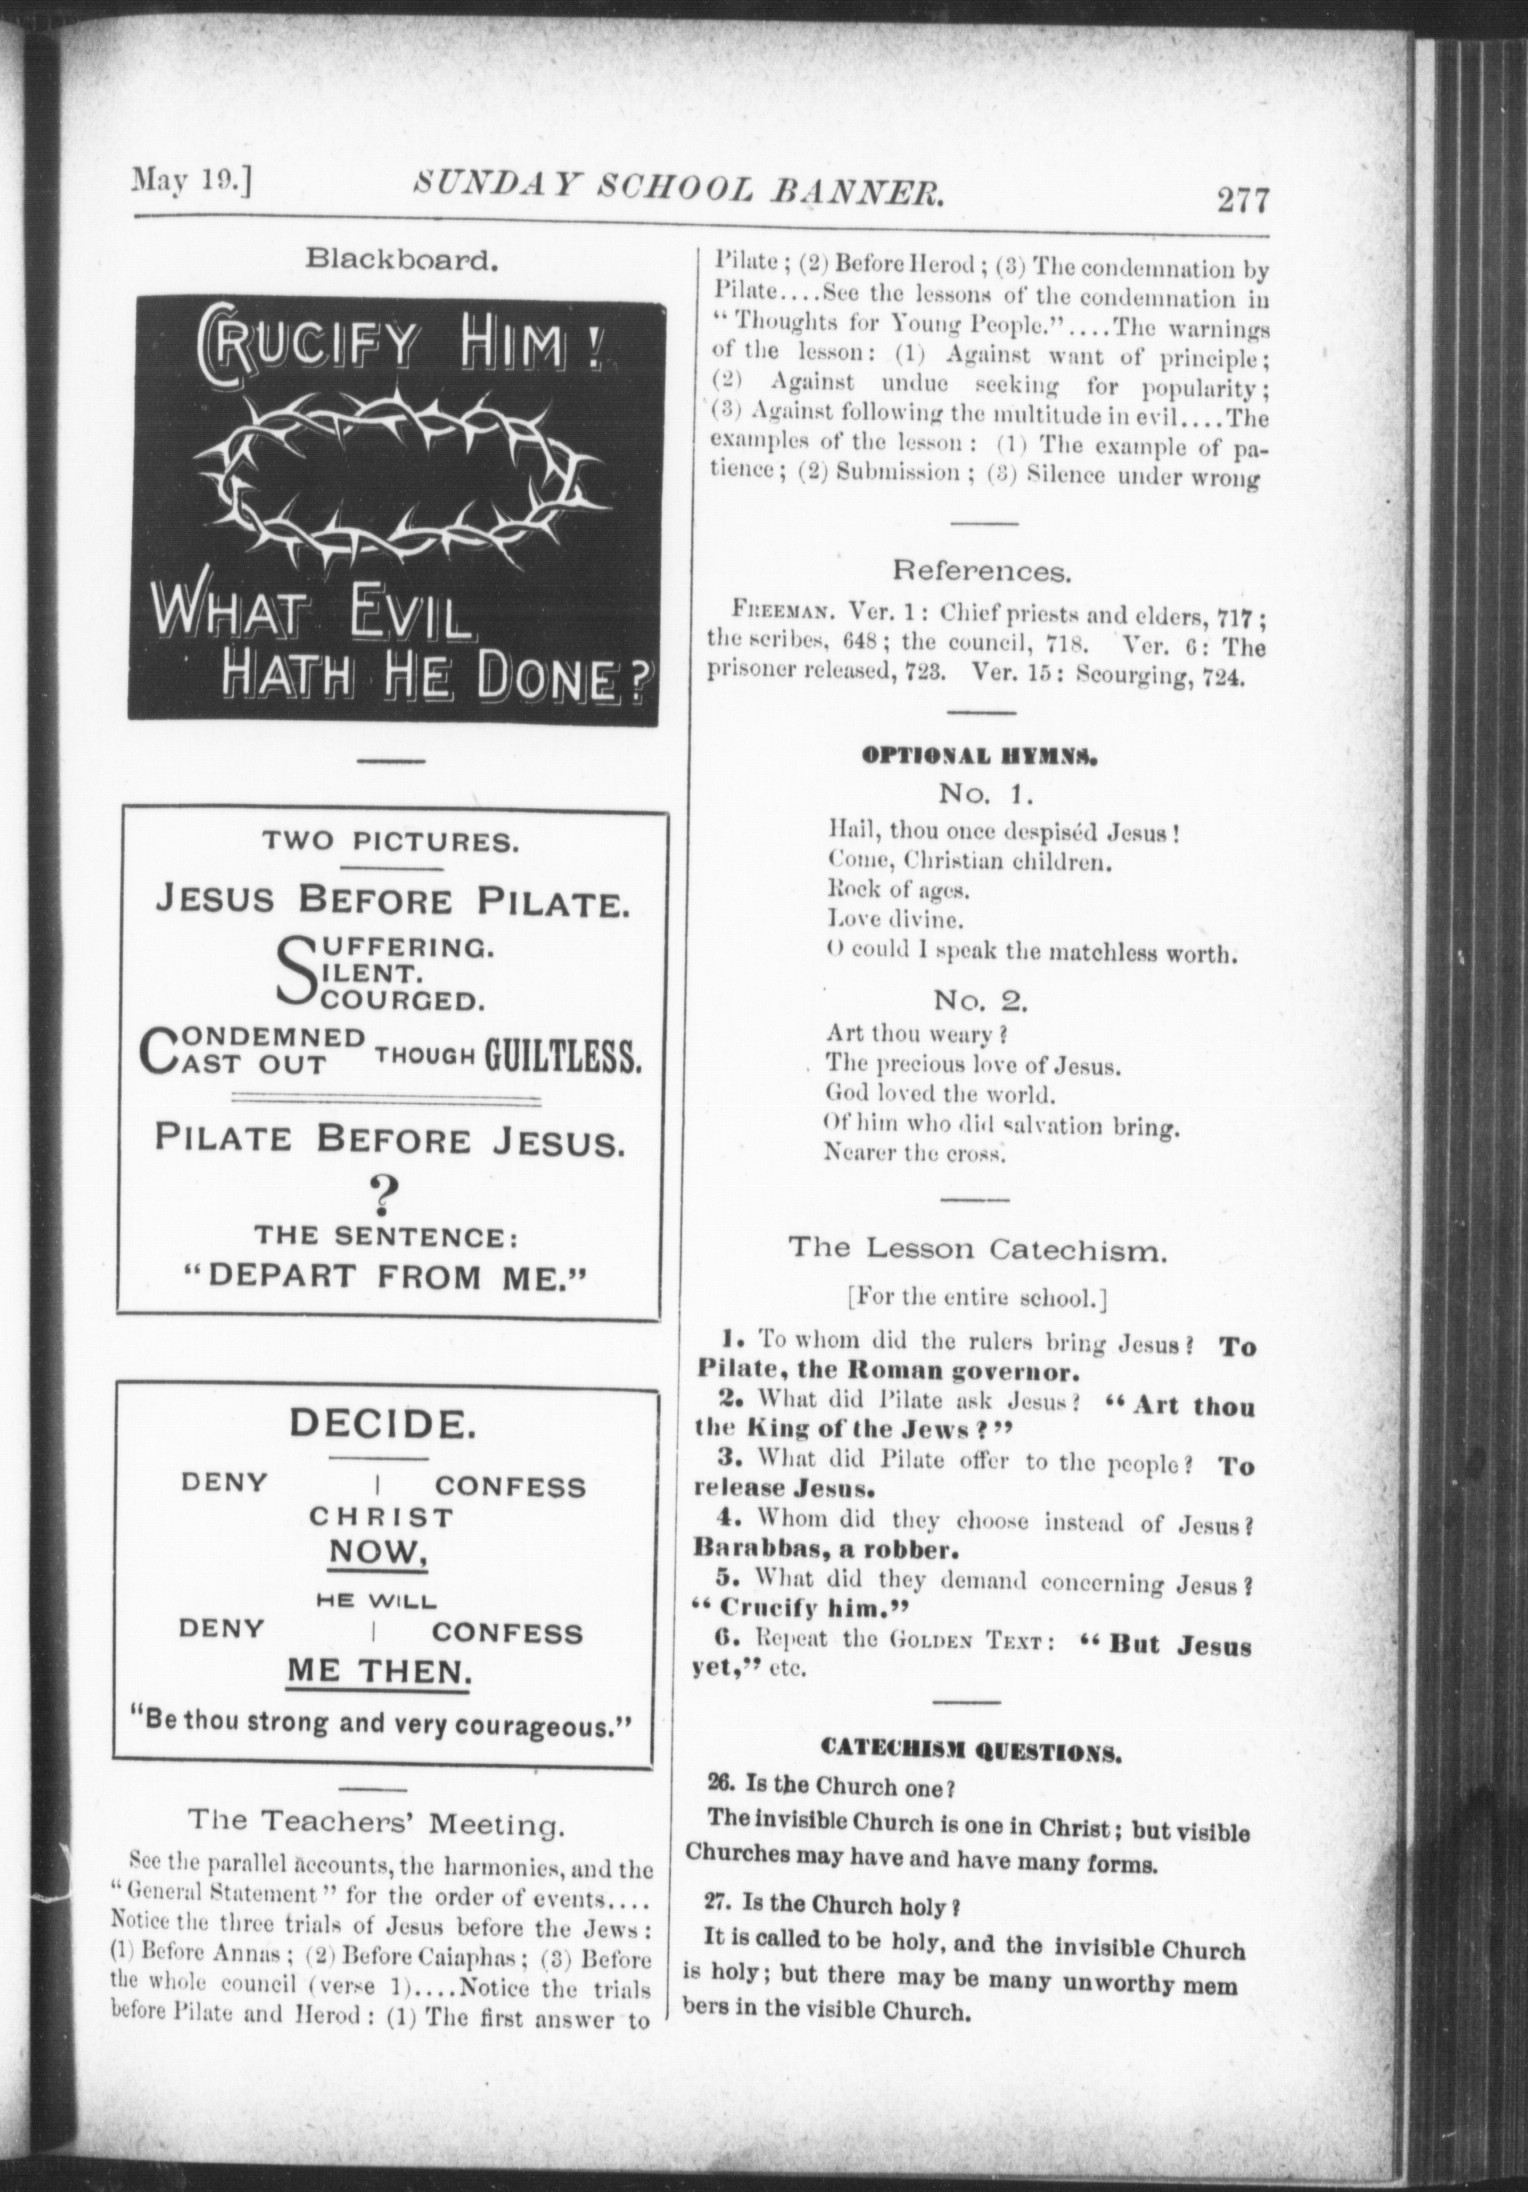 May 19.] SUNDAY SCHOOL BANNER. 277
Blackboard.
CRUCIFY HIM!
WHAT EVIL
HATH HE DONE?
TWO PICTURES.
JESUS BEFORE PILATE.
SUFFERING.
SILENT.
SCOURGED.
CONDEMNED
CAST OUT THOUGH GUILTLESS.
PILATE BEFORE JESUS.
?
THE SENTENCE:
"DEPART FROM ME."
DECIDE.
DENY | CONFESS
CHRIST
NOW,
HE WILL
DENY | CONFESS
ME THEN.
"Be thou strong and very courageous."
The Teachers' Meeting.
See the parallel accounts, the harmonies, and the
"General Statement" for the order of events....
Notice the three trials of Jesus before the Jews:
(1) Before Annas; (2) Before Caiaphas; (3) Before
the whole council (verse 1)....Notice the trials
before Pilate and Herod: (1) The first answer to
Pilate; (2) Before Herod; (3) The condemnation by
Pilate....See the lessons of the condemnation in
"Thoughts for Young People."....The warnings
of the lesson: (1) Against want of principle;
(2) Against undue seeking for popularity;
(3) Against following the multitude in evil....The
examples of the lesson: (1) The example of pa-
tience; (2) Submission; (3) Silence under wrong
References.
FREEMAN. Ver. 1: Chief priests and elders, 717;
the scribes, 648; the council, 718. Ver. 6: The
prisoner released, 723. Ver. 15: Scourging, 724.
OPTIONAL HYMNS.
No. 1.
Hail, thou once despiséd Jesus!
Come, Christian children.
Rock of ages.
Love divine.
O could I speak the matchless worth.
No. 2.
Art thou weary?
The precious love of Jesus.
God loved the world.
Of him who did salvation bring.
Nearer the cross.
The Lesson Catechism.
[For the entire school.]
1. To whom did the rulers bring Jesus? To
Pilate, the Roman governor.
2. What did Pilate ask Jesus? "Art thou
the King of the Jews?"
3. What did Pilate offer to the people? To
release Jesus.
4. Whom did they choose instead of Jesus?
Barabbas, a robber.
5. What did they demand concerning Jesus?
"Crucify him."
6. Repeat the GOLDEN TEXT: "But Jesus
yet," etc.
CATECHISM QUESTIONS.
26. Is the Church one?
The invisible Church is one in Christ; but visible
Churches may have and have many forms.
27. Is the Church holy?
It is called to be holy, and the invisible Church
is holy; but there may be many unworthy mem
bers in the visible Church.